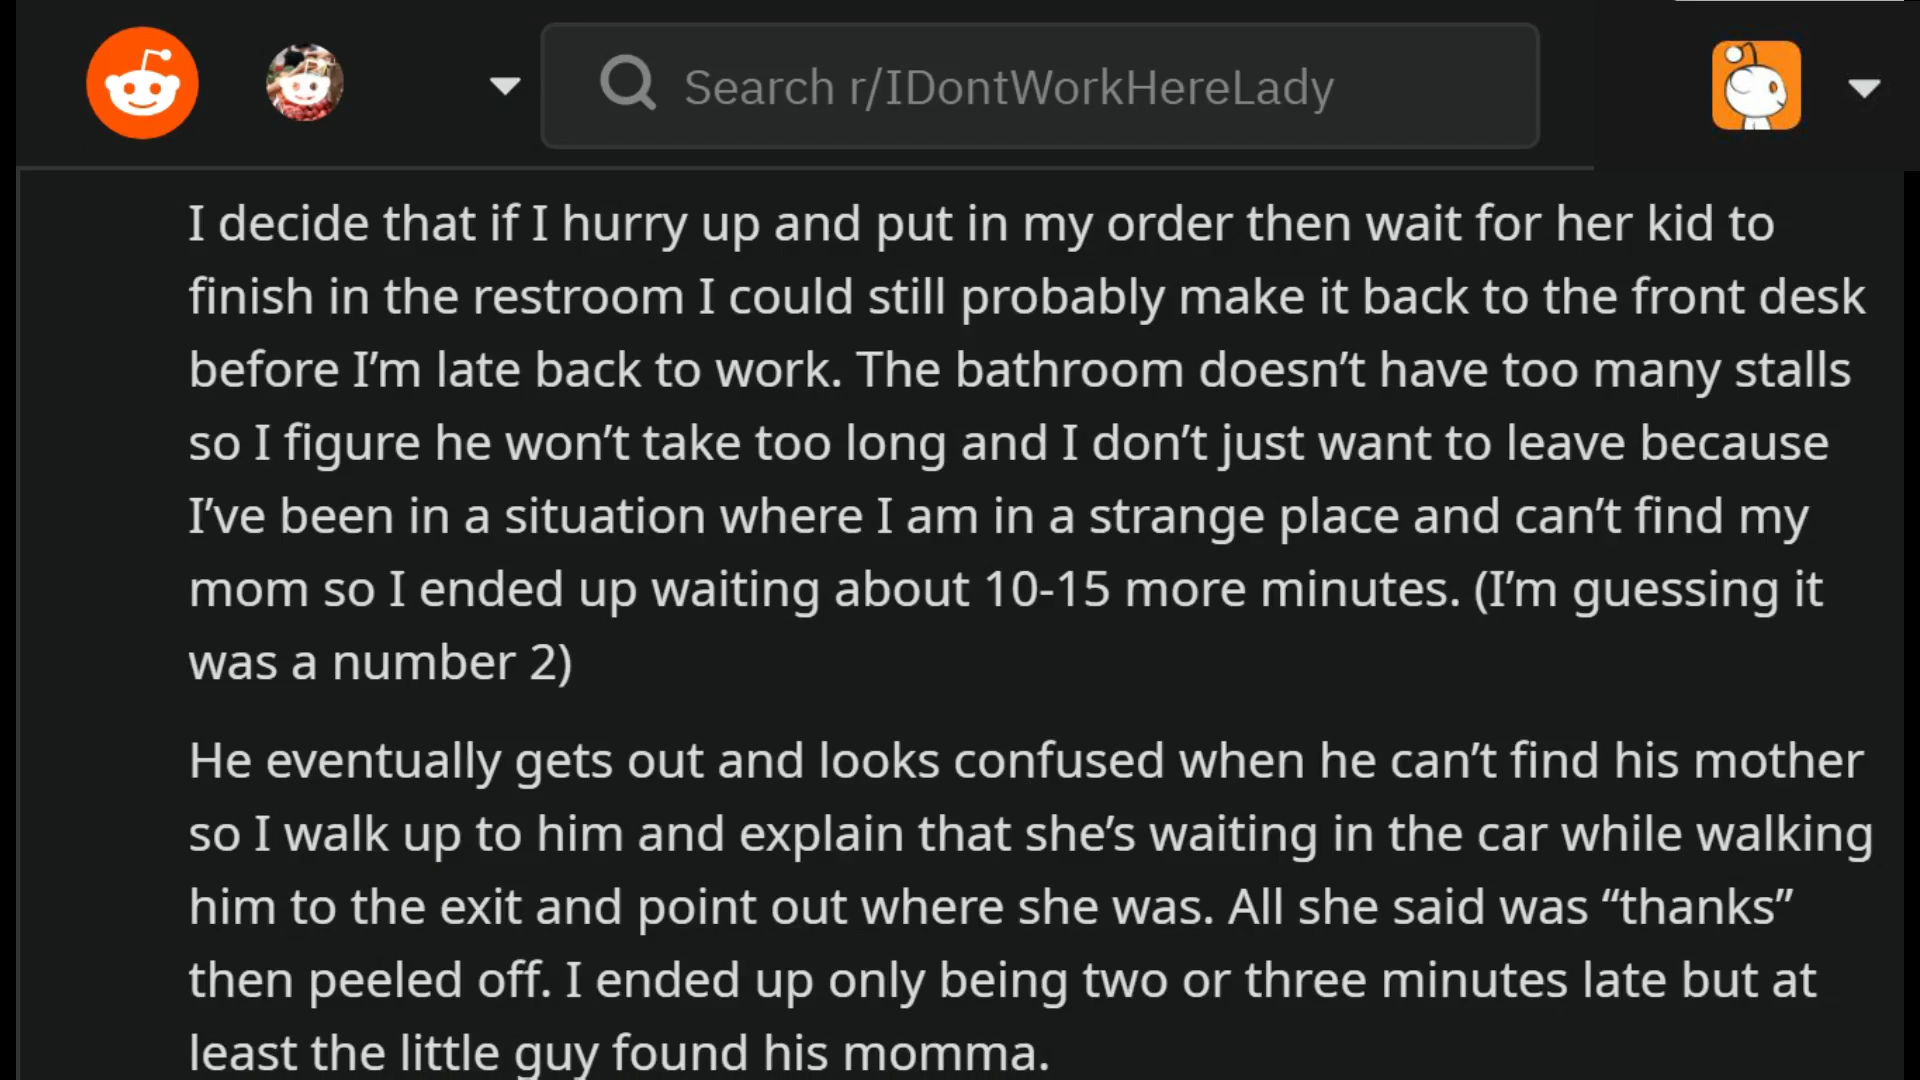 Search r/IDontWorkHereLady
I decide that if I hurry up and put in my order then wait for her kid to
finish in the restroom I could still probably make it back to the front desk
before I’m late back to work. The bathroom doesn’t have too many stalls
so I figure he won’t take too long and I don’t just want to leave because
I’ve been in a situation where I am in a strange place and can’t find my
mom so I ended up waiting about 10-15 more minutes. (I’m guessing it
was a number 2)
He eventually gets out and looks confused when he can’t find his mother
so I walk up to him and explain that she’s waiting in the car while walking
him to the exit and point out where she was. All she said was “thanks”
then peeled off. I ended up only being two or three minutes late but at
least the little guy found his momma.